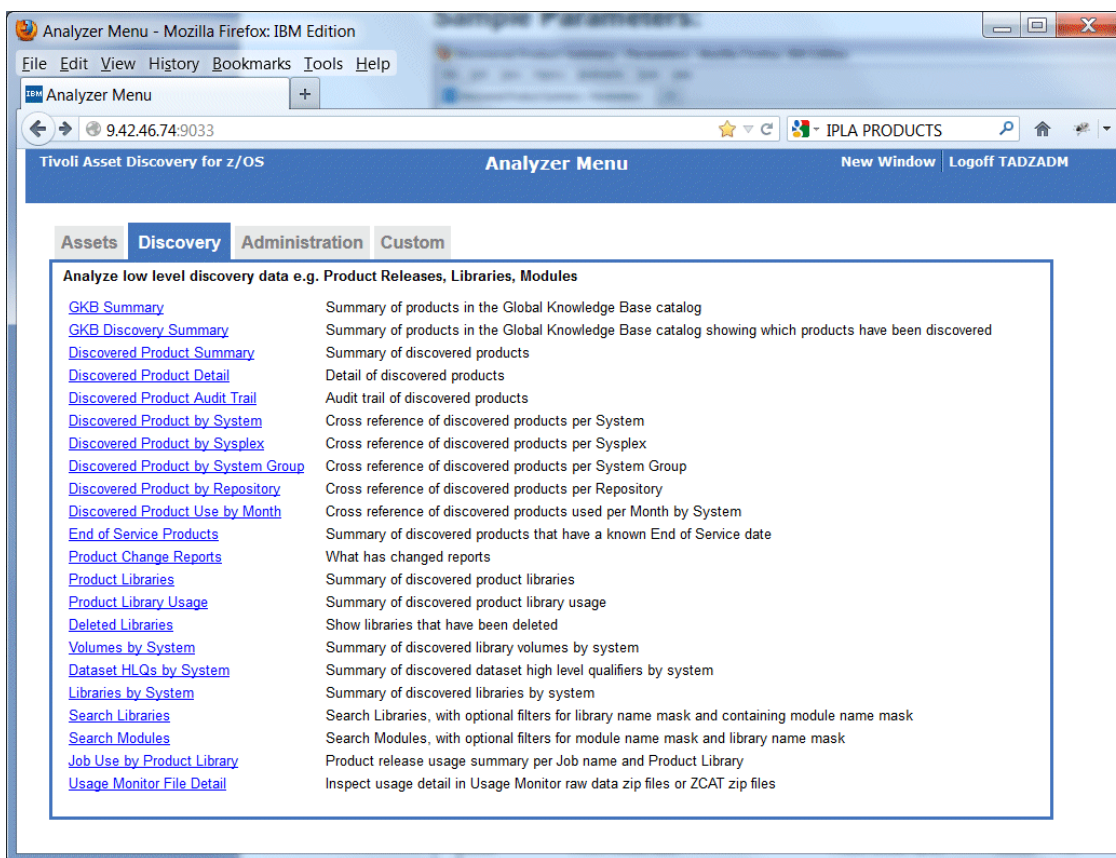 Sample Parameters:
Analyzer Menu - Mozilla Firefox: IBM Edition
File Edit View History Bookmarks Tools Help
IBM Analyzer Menu +
9.42.46.74:9033 IPLA PRODUCTS
Tivoli Asset Discovery for z/OS Analyzer Menu New Window Logoff TADZADM
Assets Discovery Administration Custom
Analyze low level discovery data e.g. Product Releases, Libraries, Modules
GKB Summary Summary of products in the Global Knowledge Base catalog
GKB Discovery Summary Summary of products in the Global Knowledge Base catalog showing which products have been discovered
Discovered Product Summary Summary of discovered products
Discovered Product Detail Detail of discovered products
Discovered Product Audit Trail Audit trail of discovered products
Discovered Product by System Cross reference of discovered products per System
Discovered Product by Sysplex Cross reference of discovered products per Sysplex
Discovered Product by System Group Cross reference of discovered products per System Group
Discovered Product by Repository Cross reference of discovered products per Repository
Discovered Product Use by Month Cross reference of discovered products used per Month by System
End of Service Products Summary of discovered products that have a known End of Service date
Product Change Reports What has changed reports
Product Libraries Summary of discovered product libraries
Product Library Usage Summary of discovered product library usage
Deleted Libraries Show libraries that have been deleted
Volumes by System Summary of discovered library volumes by system
Dataset HLQs by System Summary of discovered dataset high level qualifiers by system
Libraries by System Summary of discovered libraries by system
Search Libraries Search Libraries, with optional filters for library name mask and containing module name mask
Search Modules Search Modules, with optional filters for module name mask and library name mask
Job Use by Product Library Product release usage summary per Job name and Product Library
Usage Monitor File Detail Inspect usage detail in Usage Monitor raw data zip files or ZCAT zip files